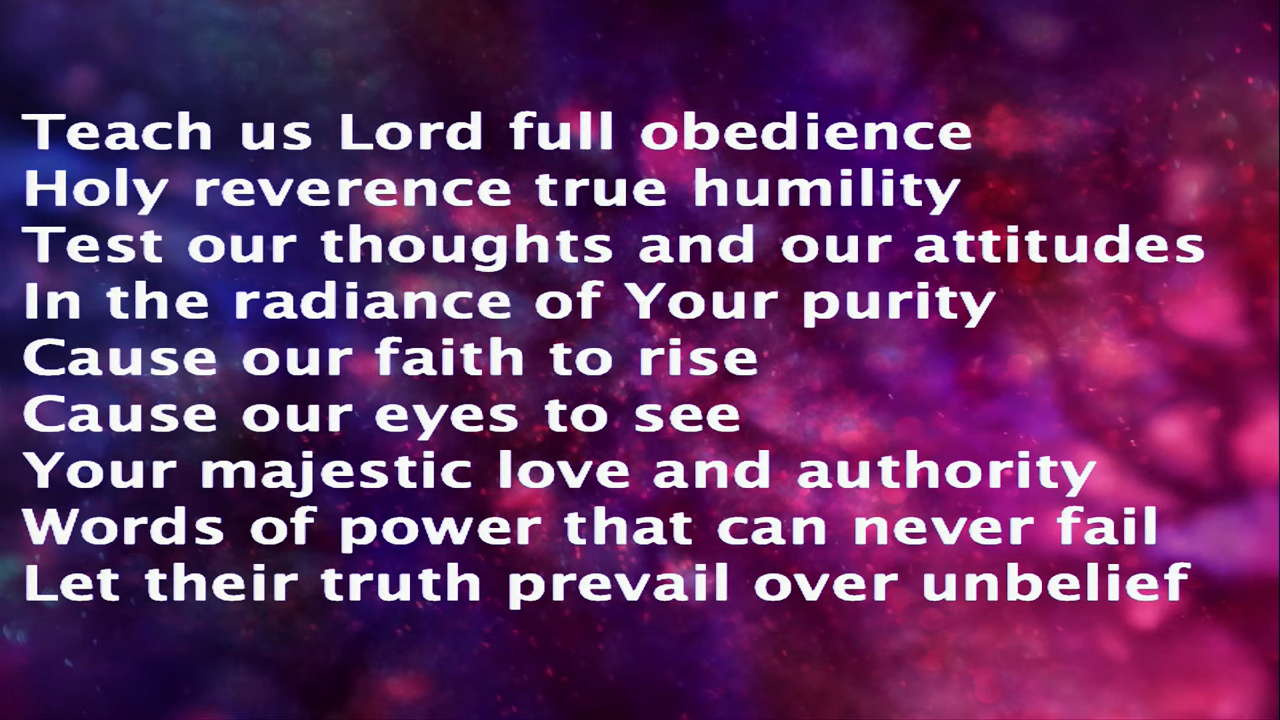 Teach us Lord full obedience
Holy reverence true humility
Test our thoughts and our attitudes
In the radiance of Your purity
Cause our faith to rise
Cause our eyes to see
Your majestic love and authority
Words of power that can never fail
Let their truth prevail over unbelief